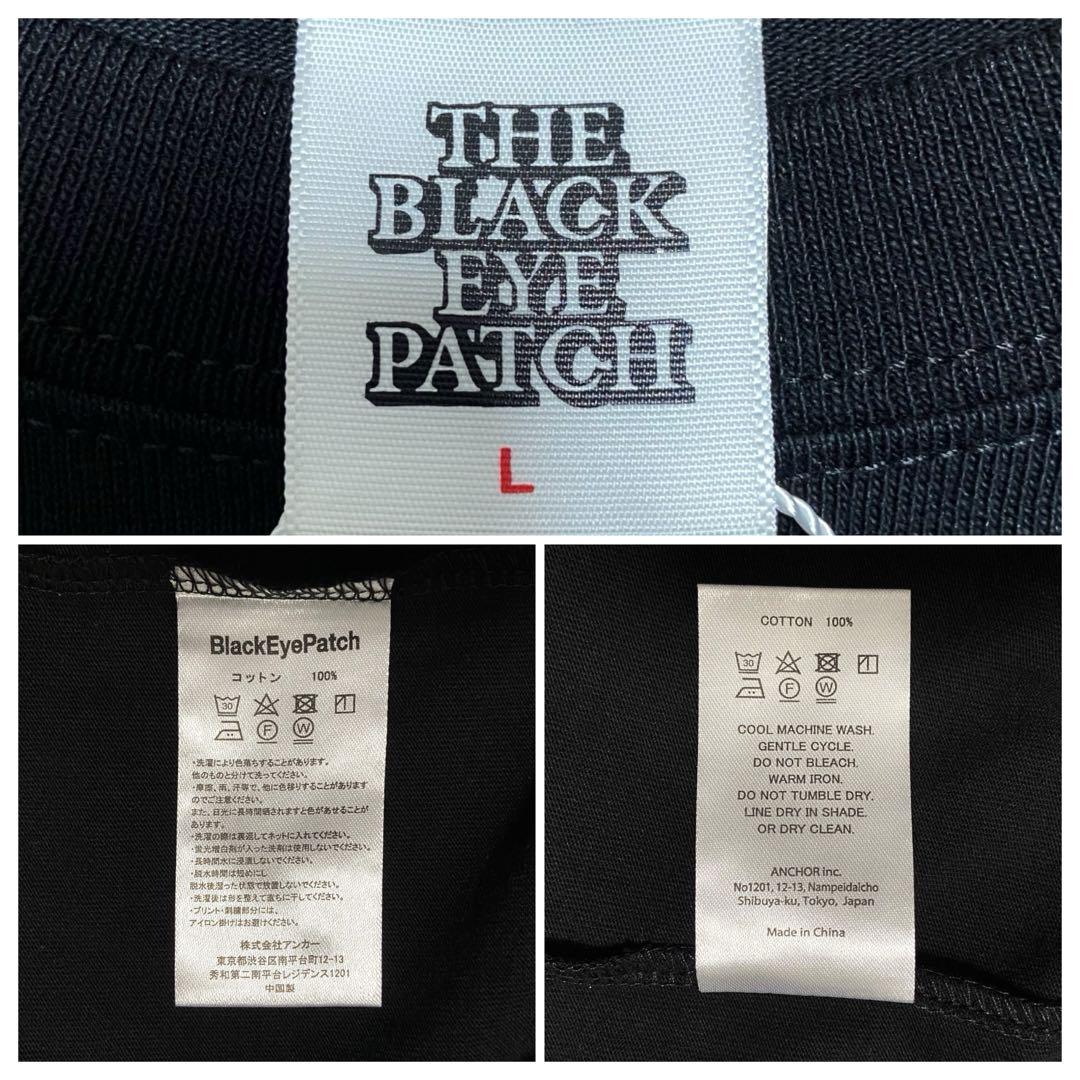 THE
BLACK
EYE
PATCH
L
BlackEyePatch
コットン 100%
30
F W
・洗濯により色落ちすることがあります。
他のものと分けて洗ってください。
・摩擦、雨、汗等で、他に色移りすることがあります
のでご注意ください。
また、日光に長時間晒されますと色があせることが
あります。
・洗濯の際は裏返してネットに入れてください。
・蛍光増白剤が入った洗剤は使用しないでください。
・長時間水に浸漬しないでください。
・脱水時間は短めにし
脱水後湿った状態で放置しないでください。
・洗濯後は形を整えて直ちに干してください。
・プリント・刺繍部分には、
アイロン掛けはお避けください。
株式会社アンカー
東京都渋谷区南平台町12-13
秀和第二南平台レジデンス1201
中国製
COTTON 100%
30
F W
COOL MACHINE WASH.
GENTLE CYCLE.
DO NOT BLEACH.
WARM IRON.
DO NOT TUMBLE DRY.
LINE DRY IN SHADE.
OR DRY CLEAN.
ANCHOR inc.
No1201, 12-13, Nampeidaicho
Shibuya-ku, Tokyo, Japan
Made in China